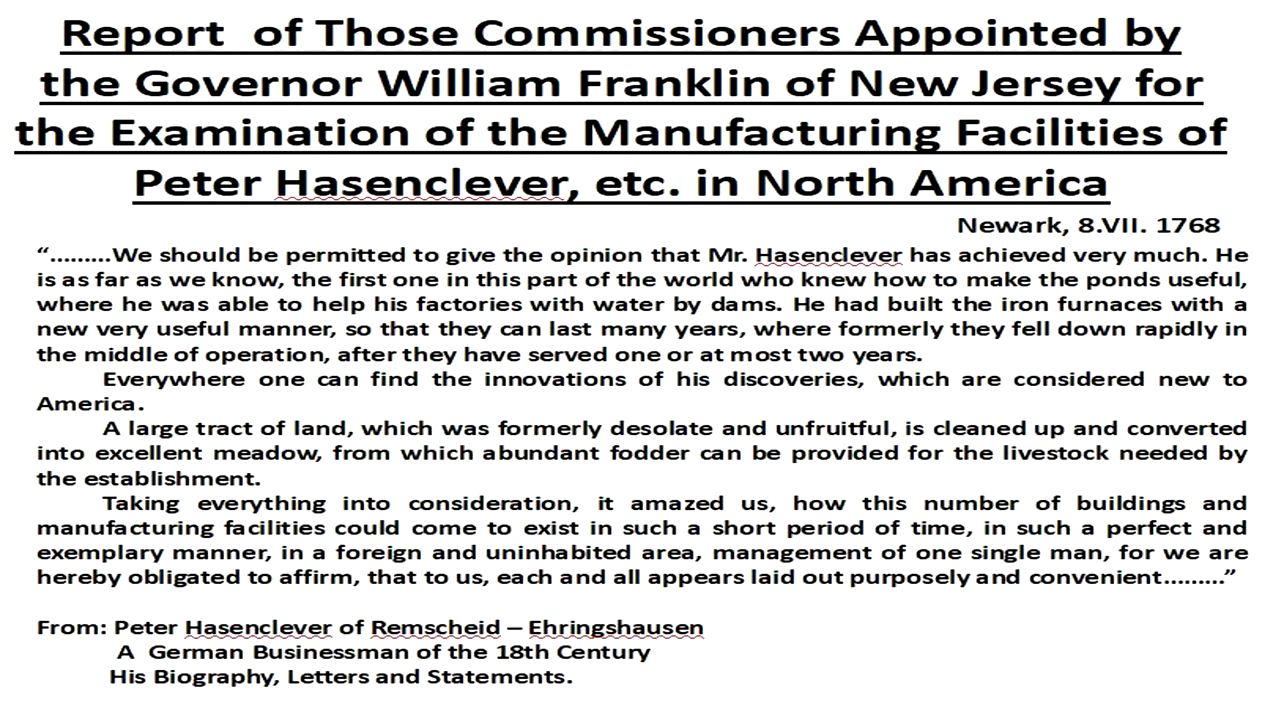 Report of Those Commissioners Appointed by
the Governor William Franklin of New Jersey for
the Examination of the Manufacturing Facilities of
Peter Hasenclever, etc. in North America
Newark, 8.VII. 1768
“.........We should be permitted to give the opinion that Mr. Hasenclever has achieved very much. He
is as far as we know, the first one in this part of the world who knew how to make the ponds useful,
where he was able to help his factories with water by dams. He had built the iron furnaces with a
new very useful manner, so that they can last many years, where formerly they fell down rapidly in
the middle of operation, after they have served one or at most two years.
Everywhere one can find the innovations of his discoveries, which are considered new to
America.
A large tract of land, which was formerly desolate and unfruitful, is cleaned up and converted
into excellent meadow, from which abundant fodder can be provided for the livestock needed by
the establishment.
Taking everything into consideration, it amazed us, how this number of buildings and
manufacturing facilities could come to exist in such a short period of time, in such a perfect and
exemplary manner, in a foreign and uninhabited area, management of one single man, for we are
hereby obligated to affirm, that to us, each and all appears laid out purposely and convenient.........”
From: Peter Hasenclever of Remscheid – Ehringshausen
A German Businessman of the 18th Century
His Biography, Letters and Statements.